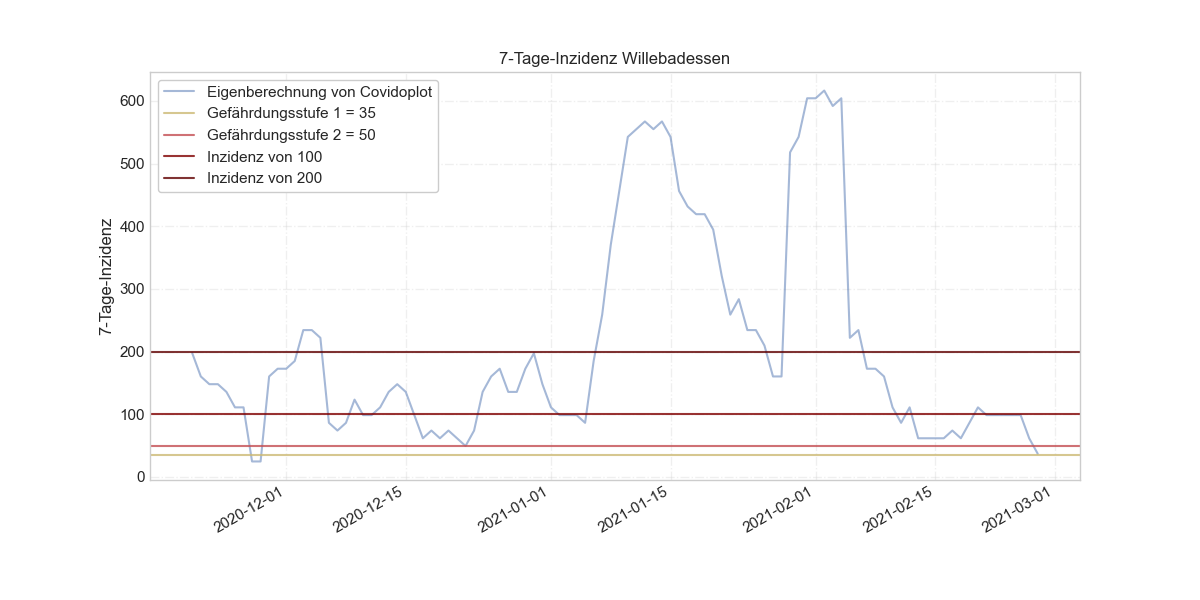 7-Tage-Inzidenz Willebadessen
Eigenberechnung von Covidoplot
Gefährdungsstufe 1 = 35
Gefährdungsstufe 2 = 50
Inzidenz von 100
Inzidenz von 200
7-Tage-Inzidenz
600
500
400
300
200
100
0
2020-12-01
2020-12-15
2021-01-01
2021-01-15
2021-02-01
2021-02-15
2021-03-01